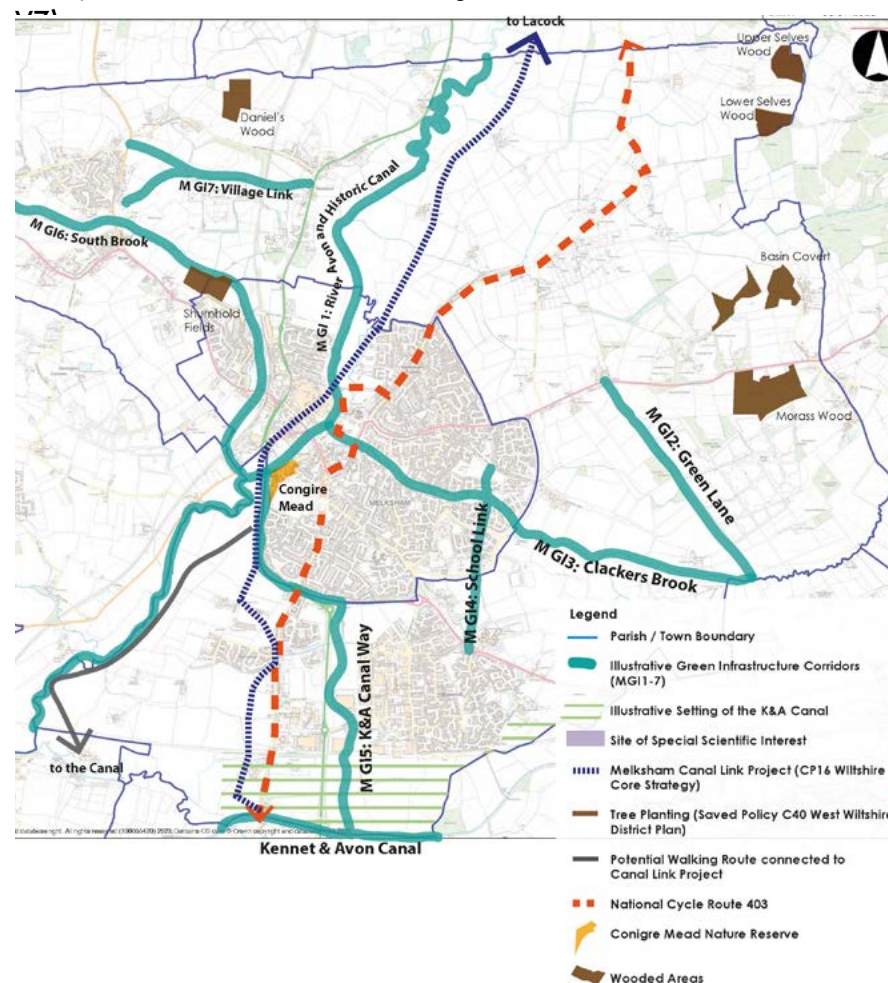 to Lacock
Upper Selves
Wood
Daniel's
Wood
Lower Selves
Wood
M GI7: Village Link
M GI6: South Brook
M GI 1: River Avon and Historic Canal
Basin Covert
Shurnhold
Fields
Morass Wood
M GI2: Green Lane
Congire
Mead
MELKSHAM
M GI3: Clackers Brook
M GI4: School Link
M GI5: K&A Canal Way
to the Canal
Kennet & Avon Canal
Legend
Parish / Town Boundary
Illustrative Green Infrastructure Corridors
(MGI1-7)
Illustrative Setting of the K&A Canal
Site of Special Scientific Interest
Melksham Canal Link Project (CP16 Wiltshire
Core Strategy)
Tree Planting (Saved Policy C40 West Wiltshire
District Plan)
Potential Walking Route connected to
Canal Link Project
National Cycle Route 403
Conigre Mead Nature Reserve
Wooded Areas